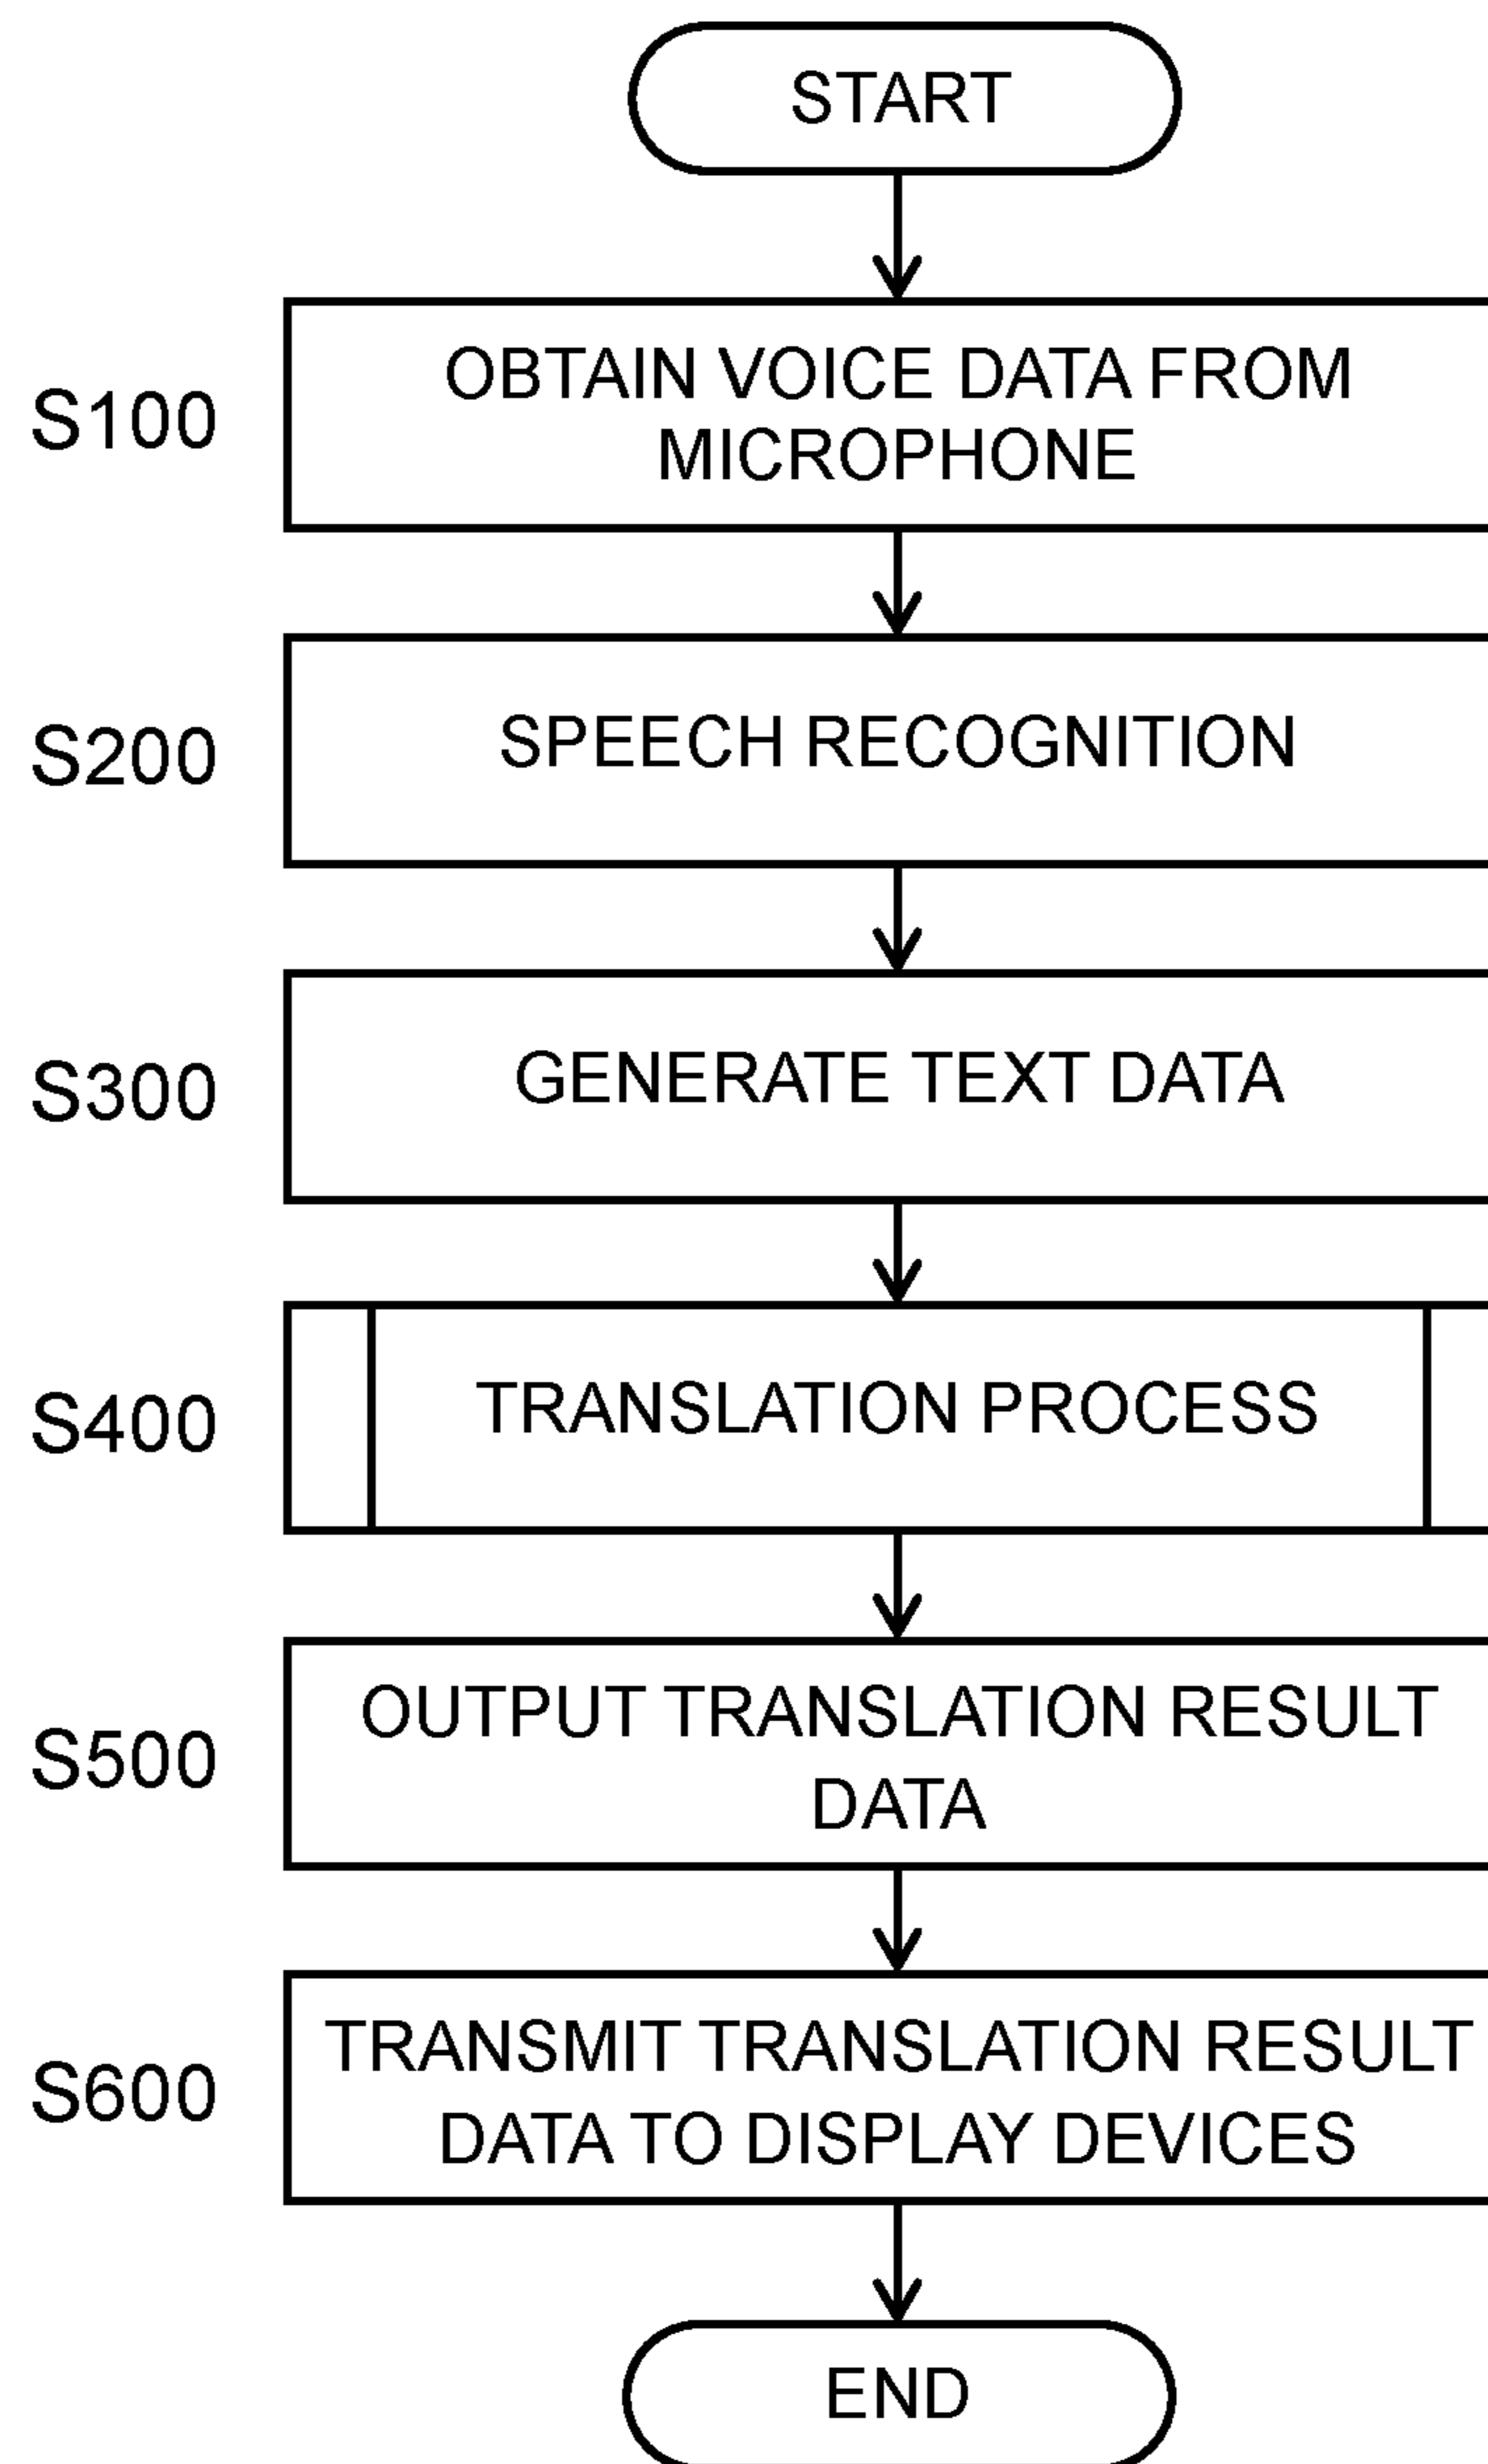 START
S100
OBTAIN VOICE DATA FROM
MICROPHONE
S200
SPEECH RECOGNITION
S300
GENERATE TEXT DATA
S400
TRANSLATION PROCESS
S500
OUTPUT TRANSLATION RESULT
DATA
S600
TRANSMIT TRANSLATION RESULT
DATA TO DISPLAY DEVICES
END